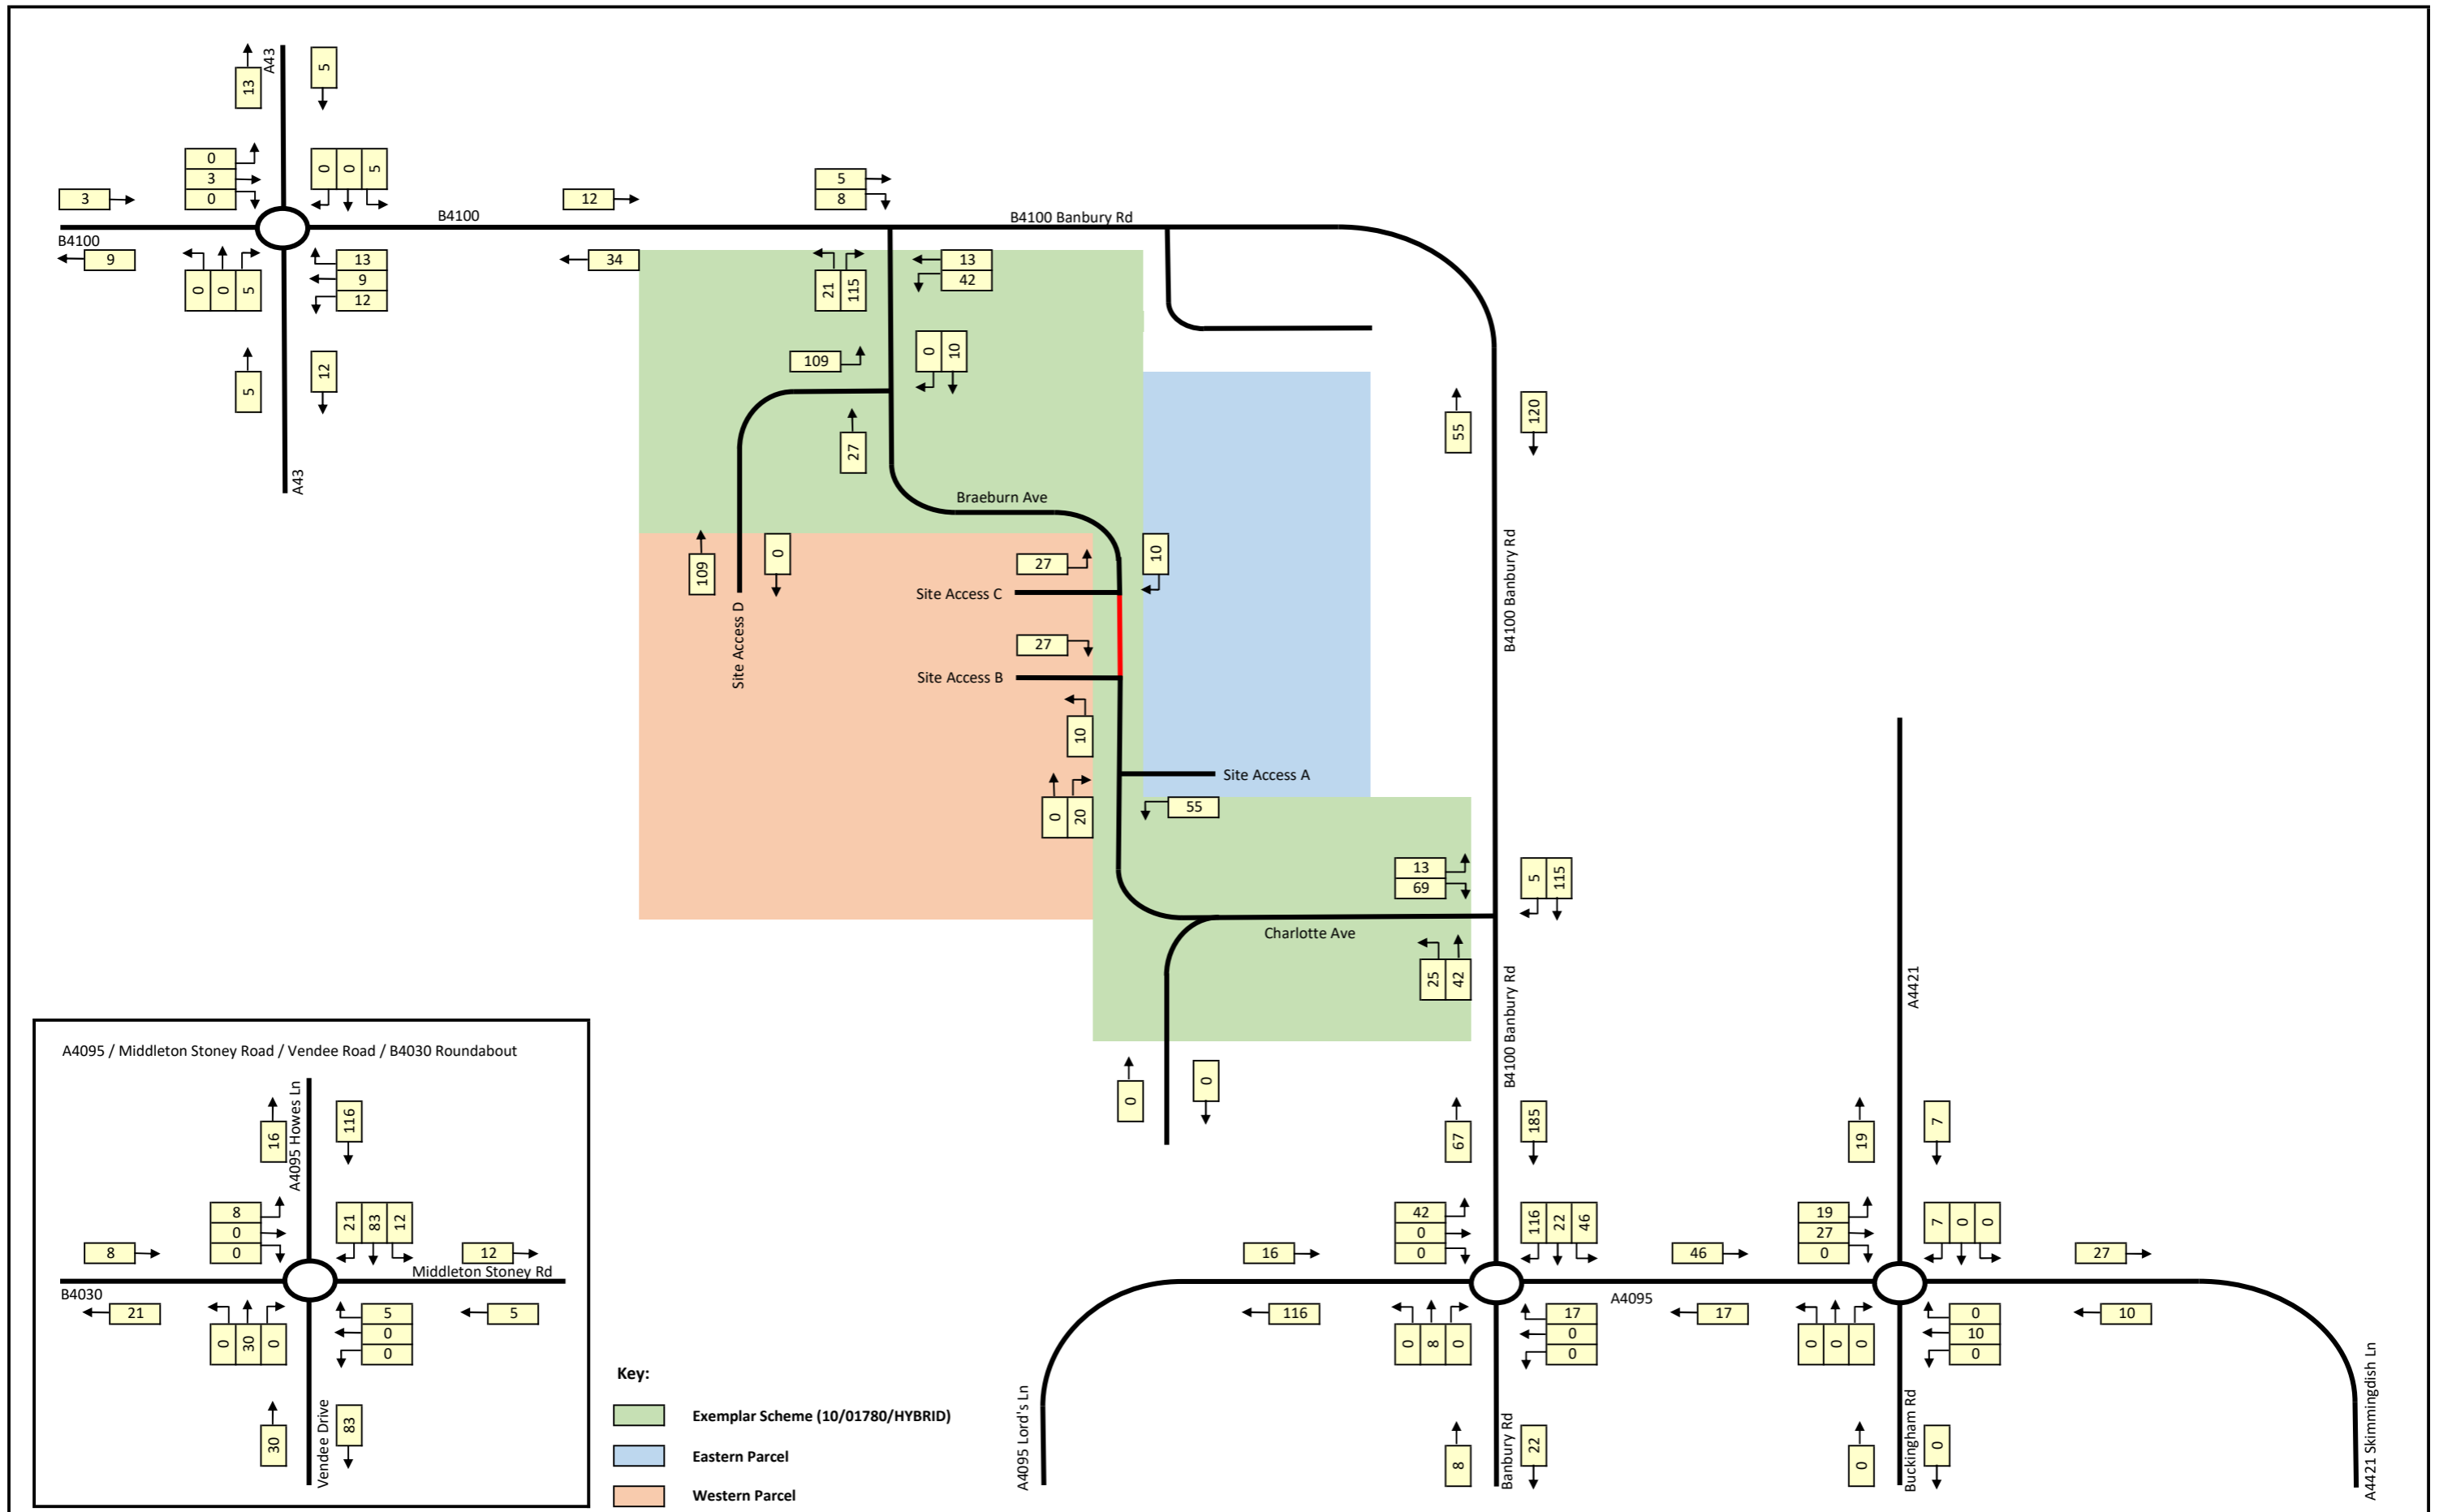 A43
13
5
0
3
0
0 0 5
3
12
5
8
B4100
B4100 Banbury Rd
B4100
9
0 0 5
13
9
12
34
21 115
13
42
109
0 10
5
12
27
55
120
A43
Braeburn Ave
109
0
27
10
Site Access C
B4100 Banbury Rd
27
Site Access D
Site Access B
10
Site Access A
0 20
55
13
69
5 115
Charlotte Ave
25 42
A4421
B4100 Banbury Rd
0
0
67
185
19
7
42
0
0
116 22 46
19
27
0
7 0 0
16
46
27
A4095
116
0 8 0
17
0
0
17
0 0 0
0
10
0
10
A4095 Lord's Ln
8
Banbury Rd
22
0
Buckingham Rd
0
A4421 Skimmingdish Ln
A4095 / Middleton Stoney Road / Vendee Road / B4030 Roundabout
16
A4095 Howes Ln
116
8
0
0
21 83 12
8
12
Middleton Stoney Rd
B4030
21
0 30 0
5
0
0
5
30
Vendee Drive
83
Key:
Exemplar Scheme (10/01780/HYBRID)
Eastern Parcel
Western Parcel